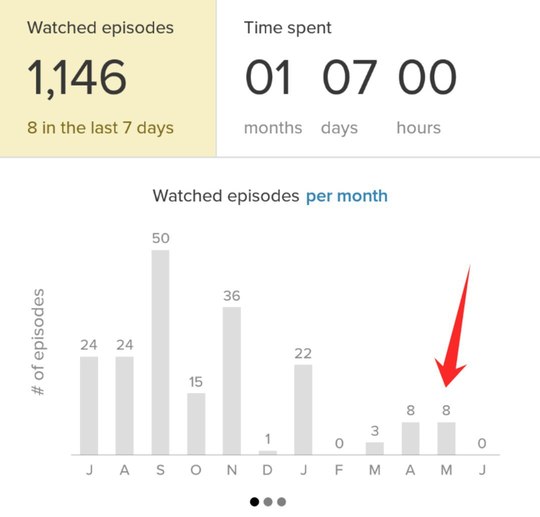 Watched episodes
1,146
8 in the last 7 days
Time spent
01 07 00
months days hours
Watched episodes per month
# of episodes
24 24 50 15 36 1 22 0 3 8 8 0
J A S O N D J F M A M J